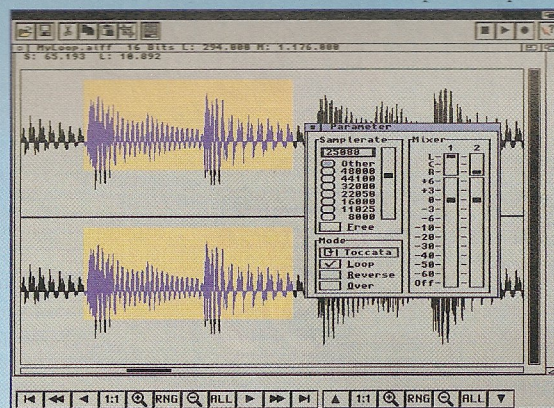 MyLoop.aiff 16 Bits L: 294.000 M: 1.176.000
S: 65.193 L: 10.892
Parameter
Samplerate
25000
Other
48000
44100
32000
22050
16000
11025
8000
Free
Mode
Toccata
Loop
Reverse
Over
Mixer
1 2
L
C
R
+6
+3
0
-3
-6
-10
-20
-30
-40
-50
-60
Off
1:1 RNG ALL 1:1 RNG ALL